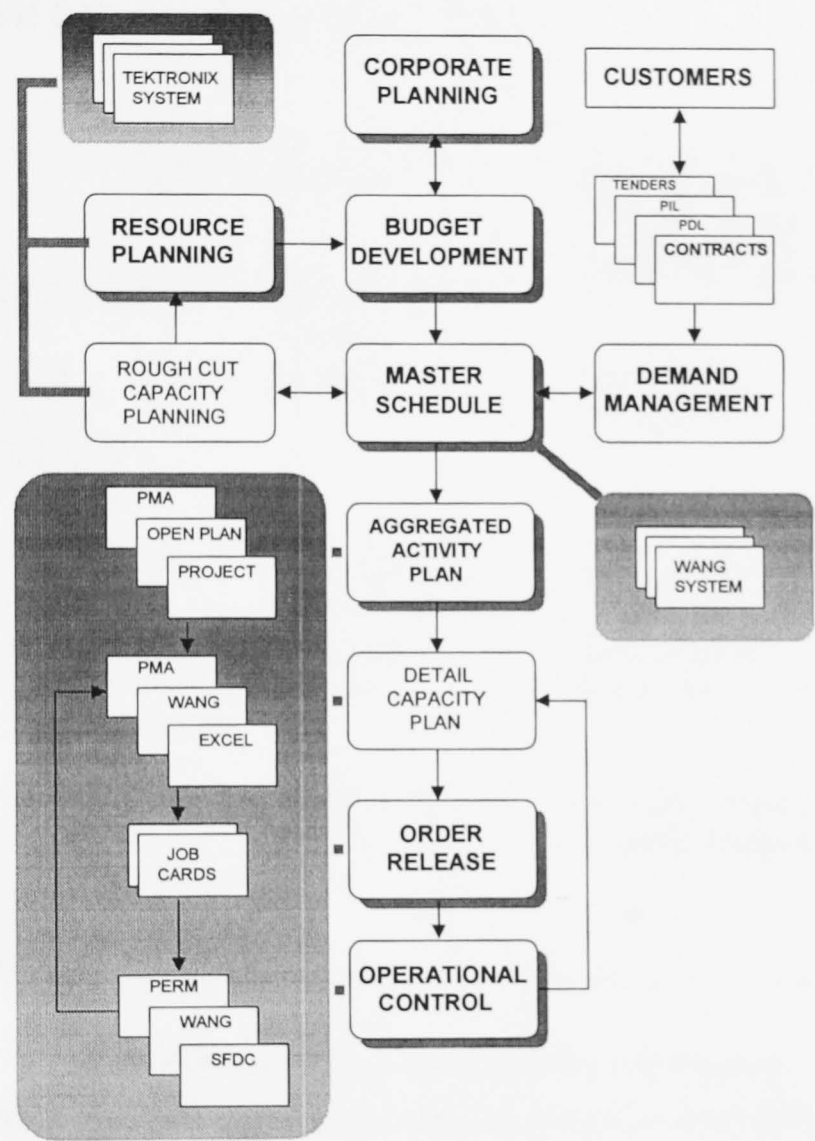 TEKTRONIX
SYSTEM
CORPORATE
PLANNING
CUSTOMERS
TENDERS
PIL
PDL
CONTRACTS
RESOURCE
PLANNING
BUDGET
DEVELOPMENT
ROUGH CUT
CAPACITY
PLANNING
MASTER
SCHEDULE
DEMAND
MANAGEMENT
PMA
OPEN PLAN
PROJECT
AGGREGATED
ACTIVITY
PLAN
WANG
SYSTEM
PMA
WANG
EXCEL
DETAIL
CAPACITY
PLAN
JOB
CARDS
ORDER
RELEASE
PERM
WANG
SFDC
OPERATIONAL
CONTROL